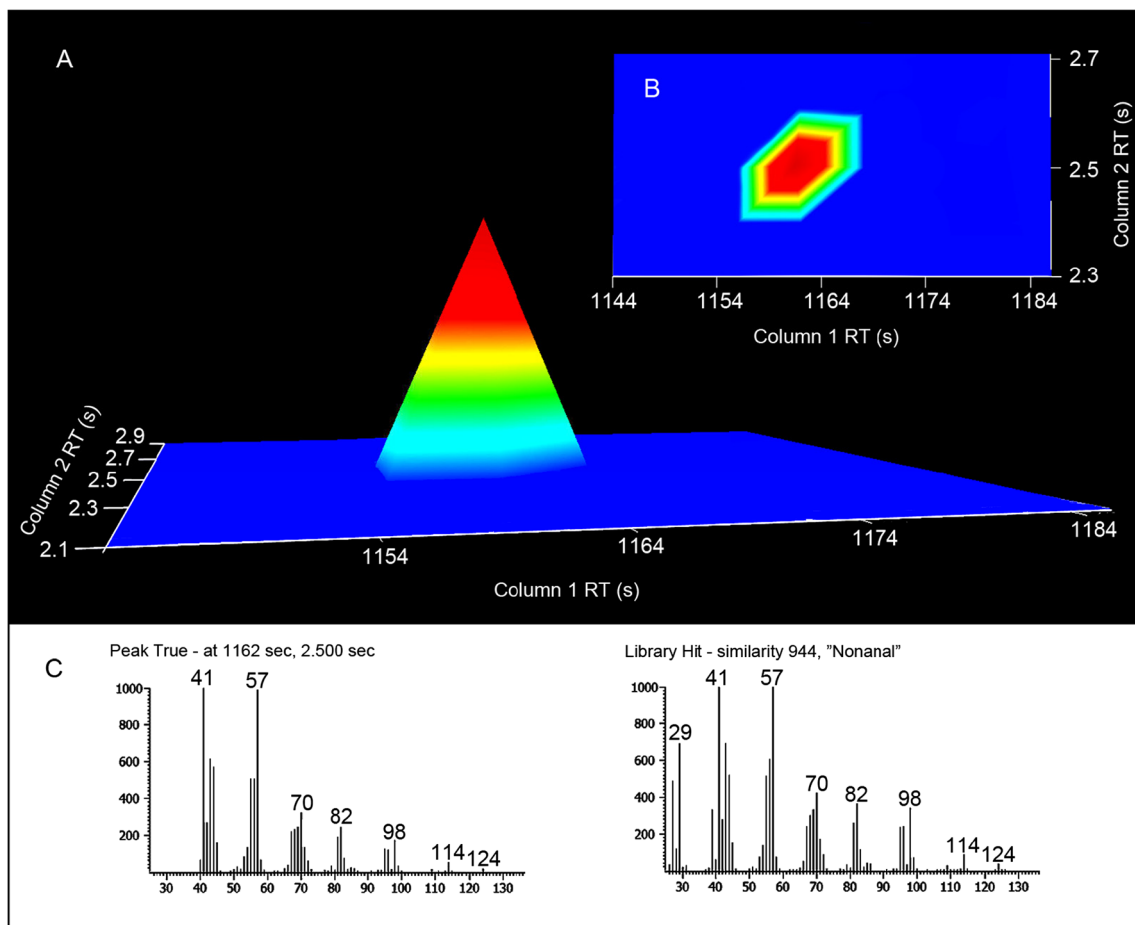 A
B
2.7
2.5
2.3
Column 2 RT (s)
1144 1154 1164 1174 1184
Column 1 RT (s)
2.9
2.7
2.5
2.3
2.1
Column 2 RT (s)
1154 1164 1174 1184
Column 1 RT (s)
C
Peak True - at 1162 sec, 2.500 sec
41 57
1000
800
600
400
200
70 82 98 114 124
30 40 50 60 70 80 90 100 110 120 130
Library Hit - similarity 944, ”Nonanal”
41 57
1000
800
600
400
200
29 70 82 98 114 124
30 40 50 60 70 80 90 100 110 120 130